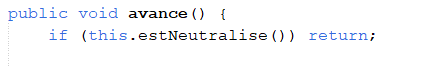 public void avance() {
    if (this.estNeutralise()) return;